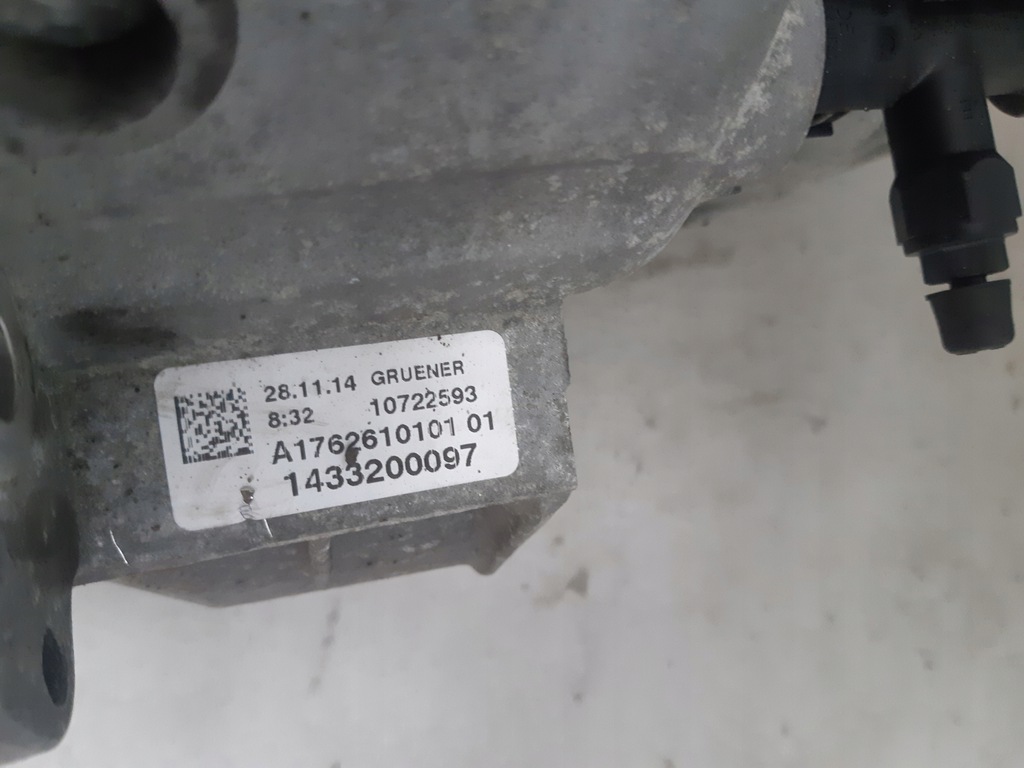 28.11.14 GRUENER
8:32 10722593
A1762610101 01
1433200097